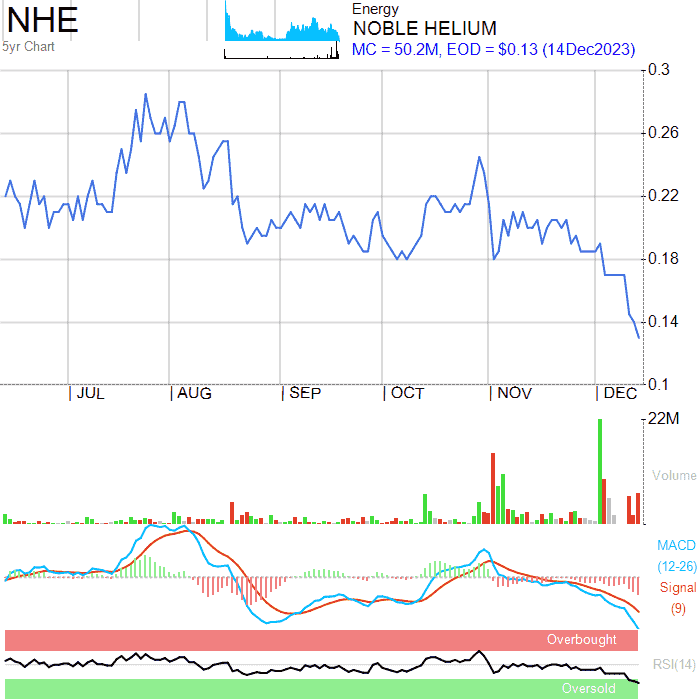 NHE
5yr Chart
Energy
NOBLE HELIUM
MC = 50.2M, EOD = $0.13 (14Dec2023)
0.3
0.26
0.22
0.18
0.14
0.1
JUL
AUG
SEP
OCT
NOV
DEC
22M
Volume
MACD
(12-26)
Signal
(9)
Overbought
RSI(14)
Oversold